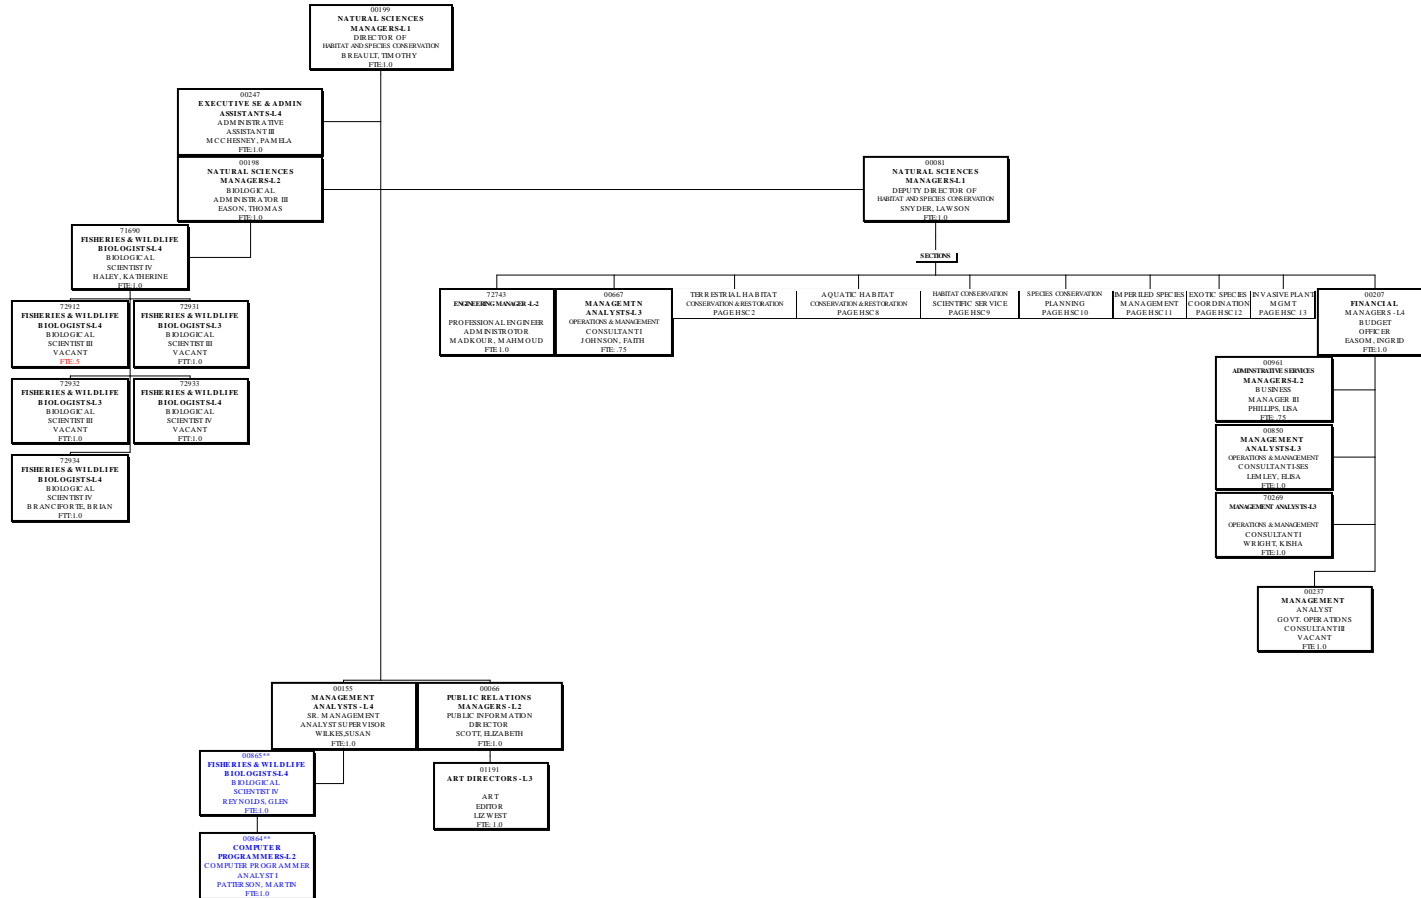 00199
NATURAL SCIENCES
MANAGERS-L1
DIRECTOR OF
HABITAT AND SPECIES CONSERVATION
BREAULT, TIMOTHY
FTE:1.0
00247
EXECUTIVE SE & ADMIN
ASSISTANTS-L4
ADMINISTRATIVE
ASSISTANT III
MCCHESNEY, PAMELA
FTE:1.0
00198
NATURAL SCIENCES
MANAGERS-L2
BIOLOGICAL
ADMINISTRATOR III
EASON, THOMAS
FTE:1.0
00081
NATURAL SCIENCES
MANAGERS-L1
DEPUTY DIRECTOR OF
HABITAT AND SPECIES CONSERVATION
SNYDER, LAWSON
FTE:1.0
71690
FISHERIES & WILDLIFE
BIOLOGISTS-L4
BIOLOGICAL
SCIENTIST IV
HALEY, KATHERINE
FTE:1.0
SECTIONS
72912
FISHERIES & WILDLIFE
BIOLOGISTS-L4
BIOLOGICAL
SCIENTIST III
VACANT
FTE:.5
72931
FISHERIES & WILDLIFE
BIOLOGISTS-L3
BIOLOGICAL
SCIENTIST III
VACANT
FTT:1.0
72743
ENGINEERING MANAGER -L-2
PROFESSIONAL ENGINEER
ADMINISTROTOR
MADKOUR, MAHMOUD
FTE 1.0
00667
MANAGEMTN
ANALYSTS-L3
OPERATIONS & MANAGEMENT
CONSULTANT I
JOHNSON, FAITH
FTE: .75
TERRESTRIAL HABITAT
CONSERVATION & RESTORATION
PAGE HSC 2
AQUATIC HABITAT
CONSERVATION & RESTORATION
PAGE HSC 8
HABITAT CONSERVATION
SCIENTIFIC SERVICE
PAGE HSC 9
SPECIES CONSERVATION
PLANNING
PAGE HSC 10
IMPERILED SPECIES
MANAGEMENT
PAGE HSC 11
EXOTIC SPECIES
COORDINATION
PAGE HSC 12
INVASIVE PLANT
MGMT
PAGE HSC 13
00207
FINANCIAL
MANAGERS - L4
BUDGET
OFFICER
EASOM, INGRID
FTE:1.0
72932
FISHERIES & WILDLIFE
BIOLOGISTS-L3
BIOLOGICAL
SCIENTIST III
VACANT
FTT:1.0
72933
FISHERIES & WILDLIFE
BIOLOGISTS-L4
BIOLOGICAL
SCIENTIST IV
VACANT
FTT:1.0
00961
ADMINSTRATIVE SERVICES
MANAGERS-L2
BUSINESS
MANAGER III
PHILLIPS, LISA
FTE: .75
00850
MANAGEMENT
ANALYSTS-L3
OPERATIONS & MANAGEMENT
CONSULTANT I-SES
LEMLEY, ELISA
FTE:1.0
72934
FISHERIES & WILDLIFE
BIOLOGISTS-L4
BIOLOGICAL
SCIENTIST IV
BRANCIFORTE, BRIAN
FTT:1.0
70269
MANAGEMENT ANALYSTS-L3
OPERATIONS & MANAGEMENT
CONSULTANT I
WRIGHT, KISHA
FTE:1.0
00237
MANAGEMENT
ANALYST
GOVT. OPERATIONS
CONSULTANT III
VACANT
FTE 1.0
00155
MANAGEMENT
ANALYSTS - L4
SR. MANAGEMENT
ANALYST SUPERVISOR
WILKES,SUSAN
FTE:1.0
00066
PUBLIC RELATIONS
MANAGERS - L2
PUBLIC INFORMATION
DIRECTOR
SCOTT, ELIZABETH
FTE:1.0
00865**
FISHERIES & WILDLIFE
BIOLOGISTS-L4
BIOLOGICAL
SCIENTIST IV
REYNOLDS, GLEN
FTE:1.0
01191
ART DIRECTORS - L3
ART
EDITOR
LIZ WEST
FTE: 1.0
00864**
COMPUTER
PROGRAMMERS-L2
COMPUTER PROGRAMMER
ANALYST I
PATTERSON, MARTIN
FTE:1.0